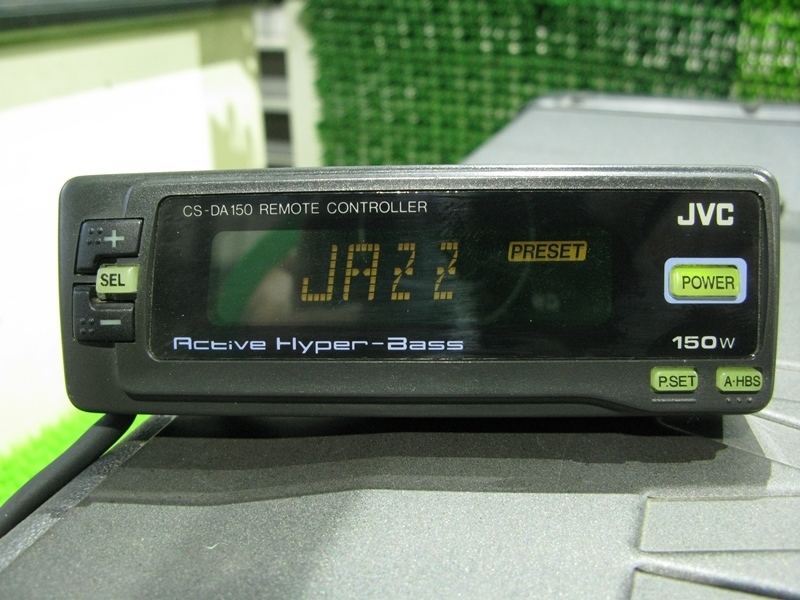 CS-DA150 REMOTE CONTROLLER
JVC
+
SEL
−
JAZZ
PRESET
POWER
Active Hyper-Bass
150W
P.SET
A·HBS